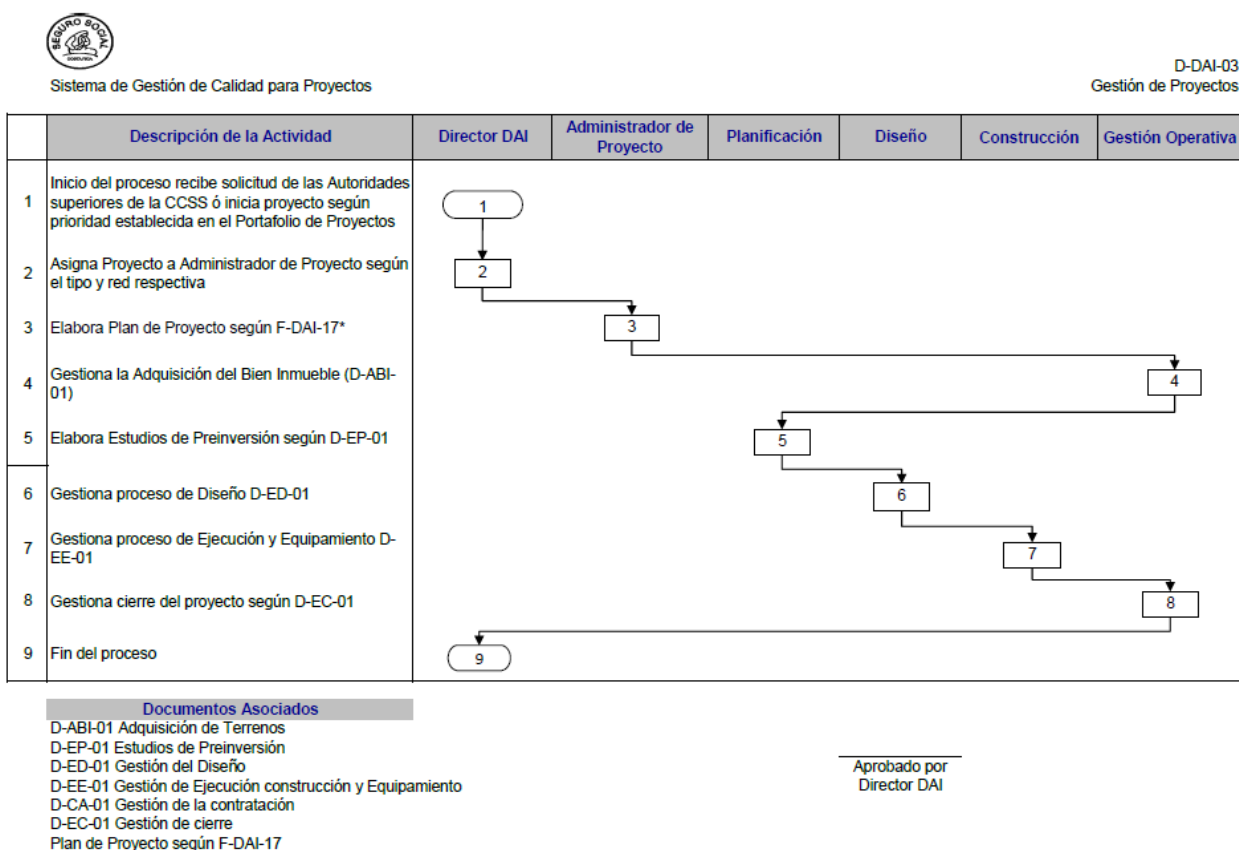 SEGURO SOCIAL
Sistema de Gestión de Calidad para Proyectos
D-DAI-03
Gestión de Proyectos
Descripción de la Actividad
Director DAI
Administrador de
Proyecto
Planificación
Diseño
Construcción
Gestión Operativa
1
Inicio del proceso recibe solicitud de las Autoridades
superiores de la CCSS ó inicia proyecto según
prioridad establecida en el Portafolio de Proyectos
1
2
Asigna Proyecto a Administrador de Proyecto según
el tipo y red respectiva
2
3
Elabora Plan de Proyecto según F-DAI-17*
3
4
Gestiona la Adquisición del Bien Inmueble (D-ABI-
01)
4
5
Elabora Estudios de Preinversión según D-EP-01
5
6
Gestiona proceso de Diseño D-ED-01
6
7
Gestiona proceso de Ejecución y Equipamiento D-
EE-01
7
8
Gestiona cierre del proyecto según D-EC-01
8
9
Fin del proceso
9
Documentos Asociados
D-ABI-01 Adquisición de Terrenos
D-EP-01 Estudios de Preinversión
D-ED-01 Gestión del Diseño
D-EE-01 Gestión de Ejecución construcción y Equipamiento
D-CA-01 Gestión de la contratación
D-EC-01 Gestión de cierre
Plan de Proyecto según F-DAI-17
Aprobado por
Director DAI